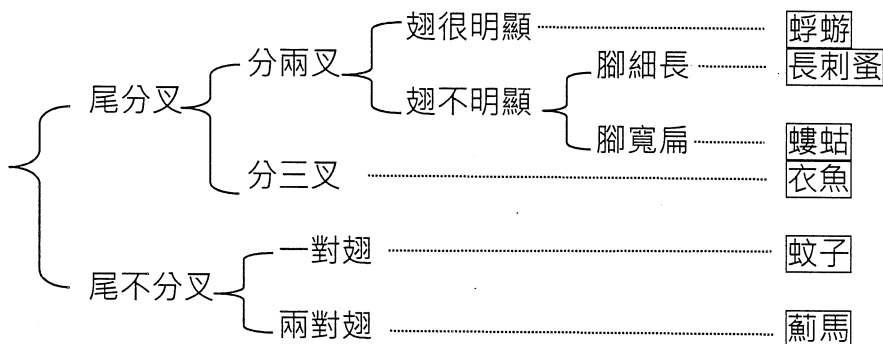 翅很明顯 蜉蝣
分兩叉 腳細長 長刺蚤
尾分叉 翅不明顯
腳寬扁 螻蛄
分三叉 衣魚
一對翅 蚊子
尾不分叉
兩對翅 薊馬